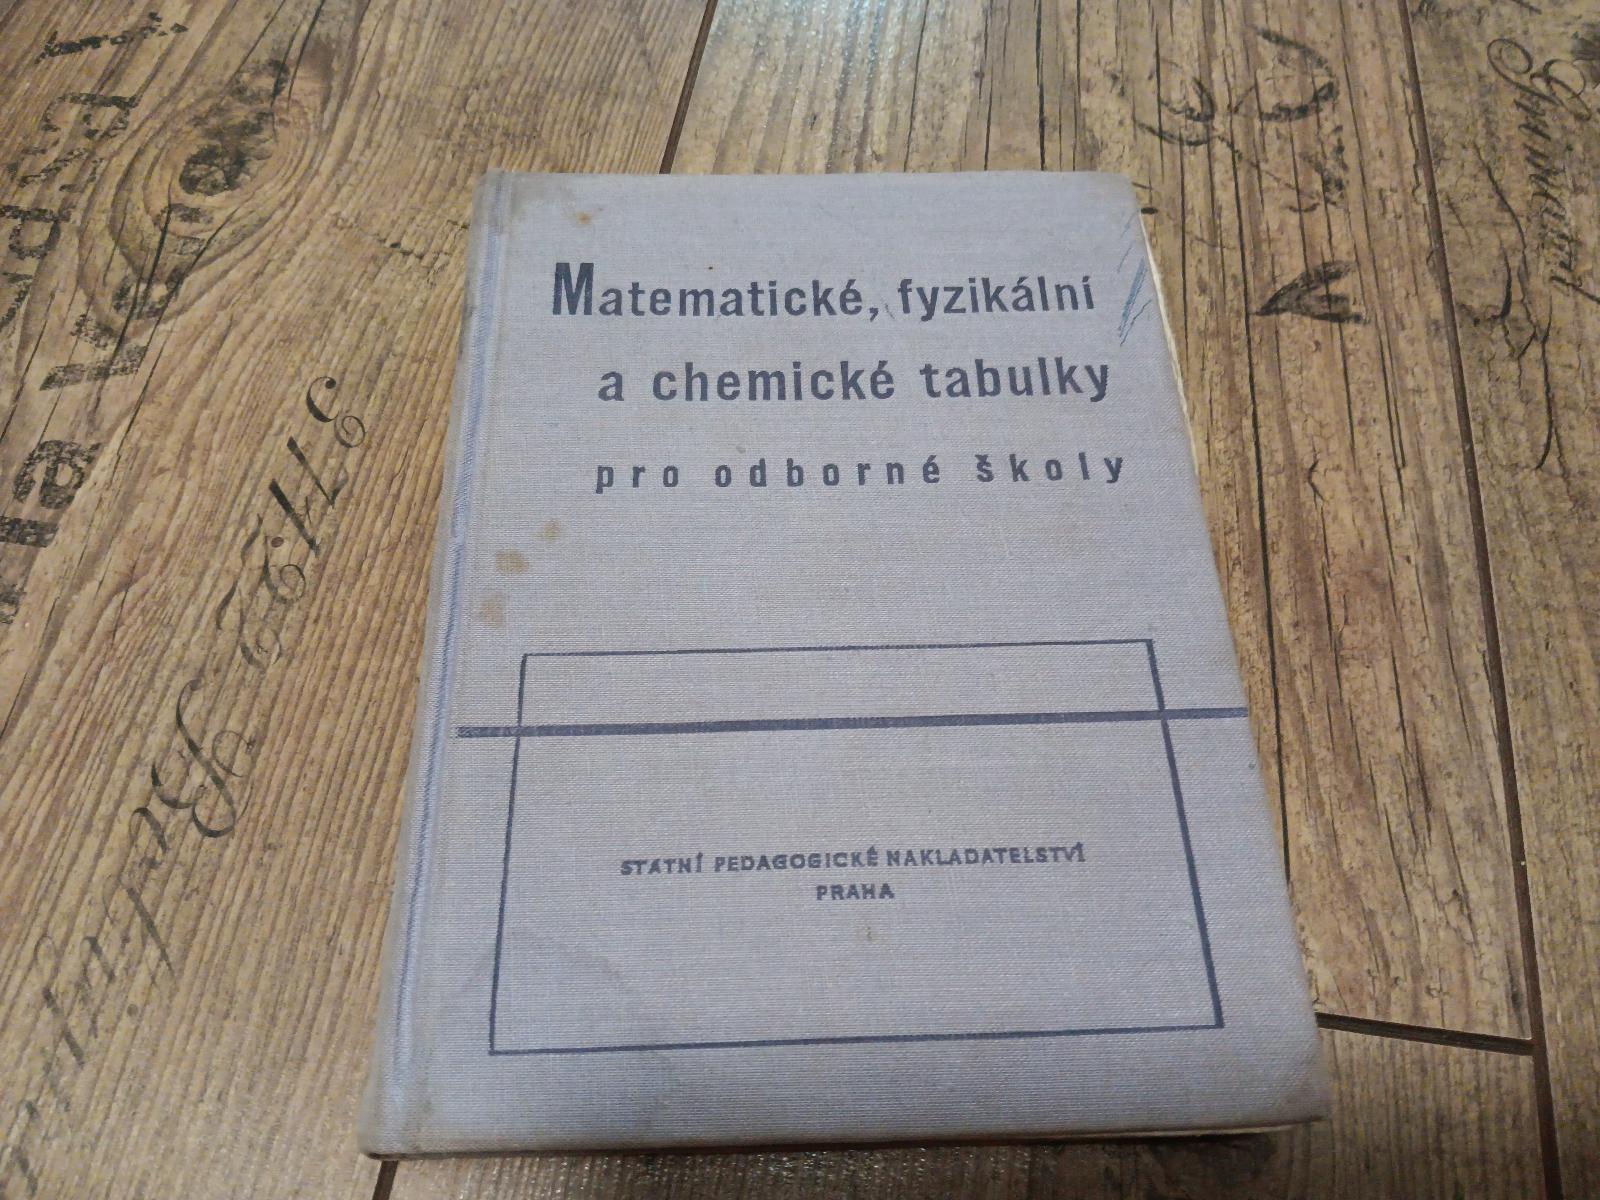 Matematické, fyzikální
a chemické tabulky
pro odborné školy
STÁTNÍ PEDAGOGICKÉ NAKLADATELSTVÍ
PRAHA